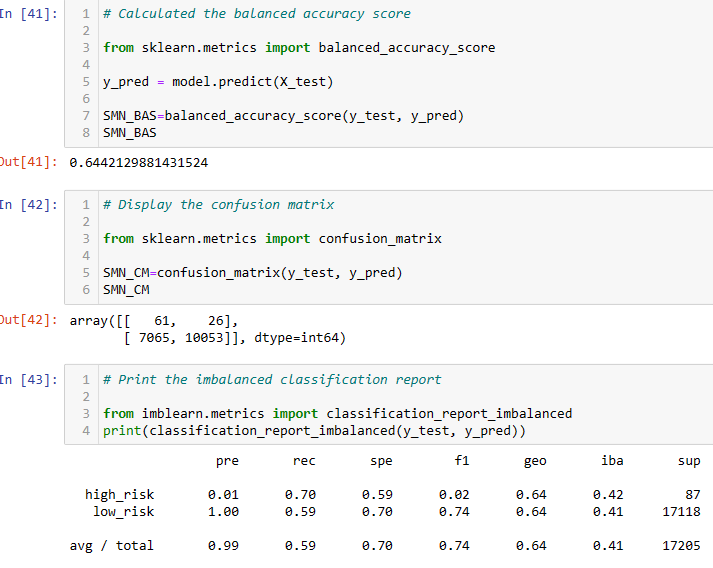 In [41]:
1 # Calculated the balanced accuracy score
2
3 from sklearn.metrics import balanced_accuracy_score
4
5 y_pred = model.predict(X_test)
6
7 SMN_BAS=balanced_accuracy_score(y_test, y_pred)
8 SMN_BAS
Out[41]: 0.6442129881431524
In [42]:
1 # Display the confusion matrix
2
3 from sklearn.metrics import confusion_matrix
4
5 SMN_CM=confusion_matrix(y_test, y_pred)
6 SMN_CM
Out[42]: array([[   61,    26],
       [ 7065, 10053]], dtype=int64)
In [43]:
1 # Print the imbalanced classification report
2
3 from imblearn.metrics import classification_report_imbalanced
4 print(classification_report_imbalanced(y_test, y_pred))
pre rec spe f1 geo iba sup
high_risk 0.01 0.70 0.59 0.02 0.64 0.42 87
low_risk 1.00 0.59 0.70 0.74 0.64 0.41 17118
avg / total 0.99 0.59 0.70 0.74 0.64 0.41 17205